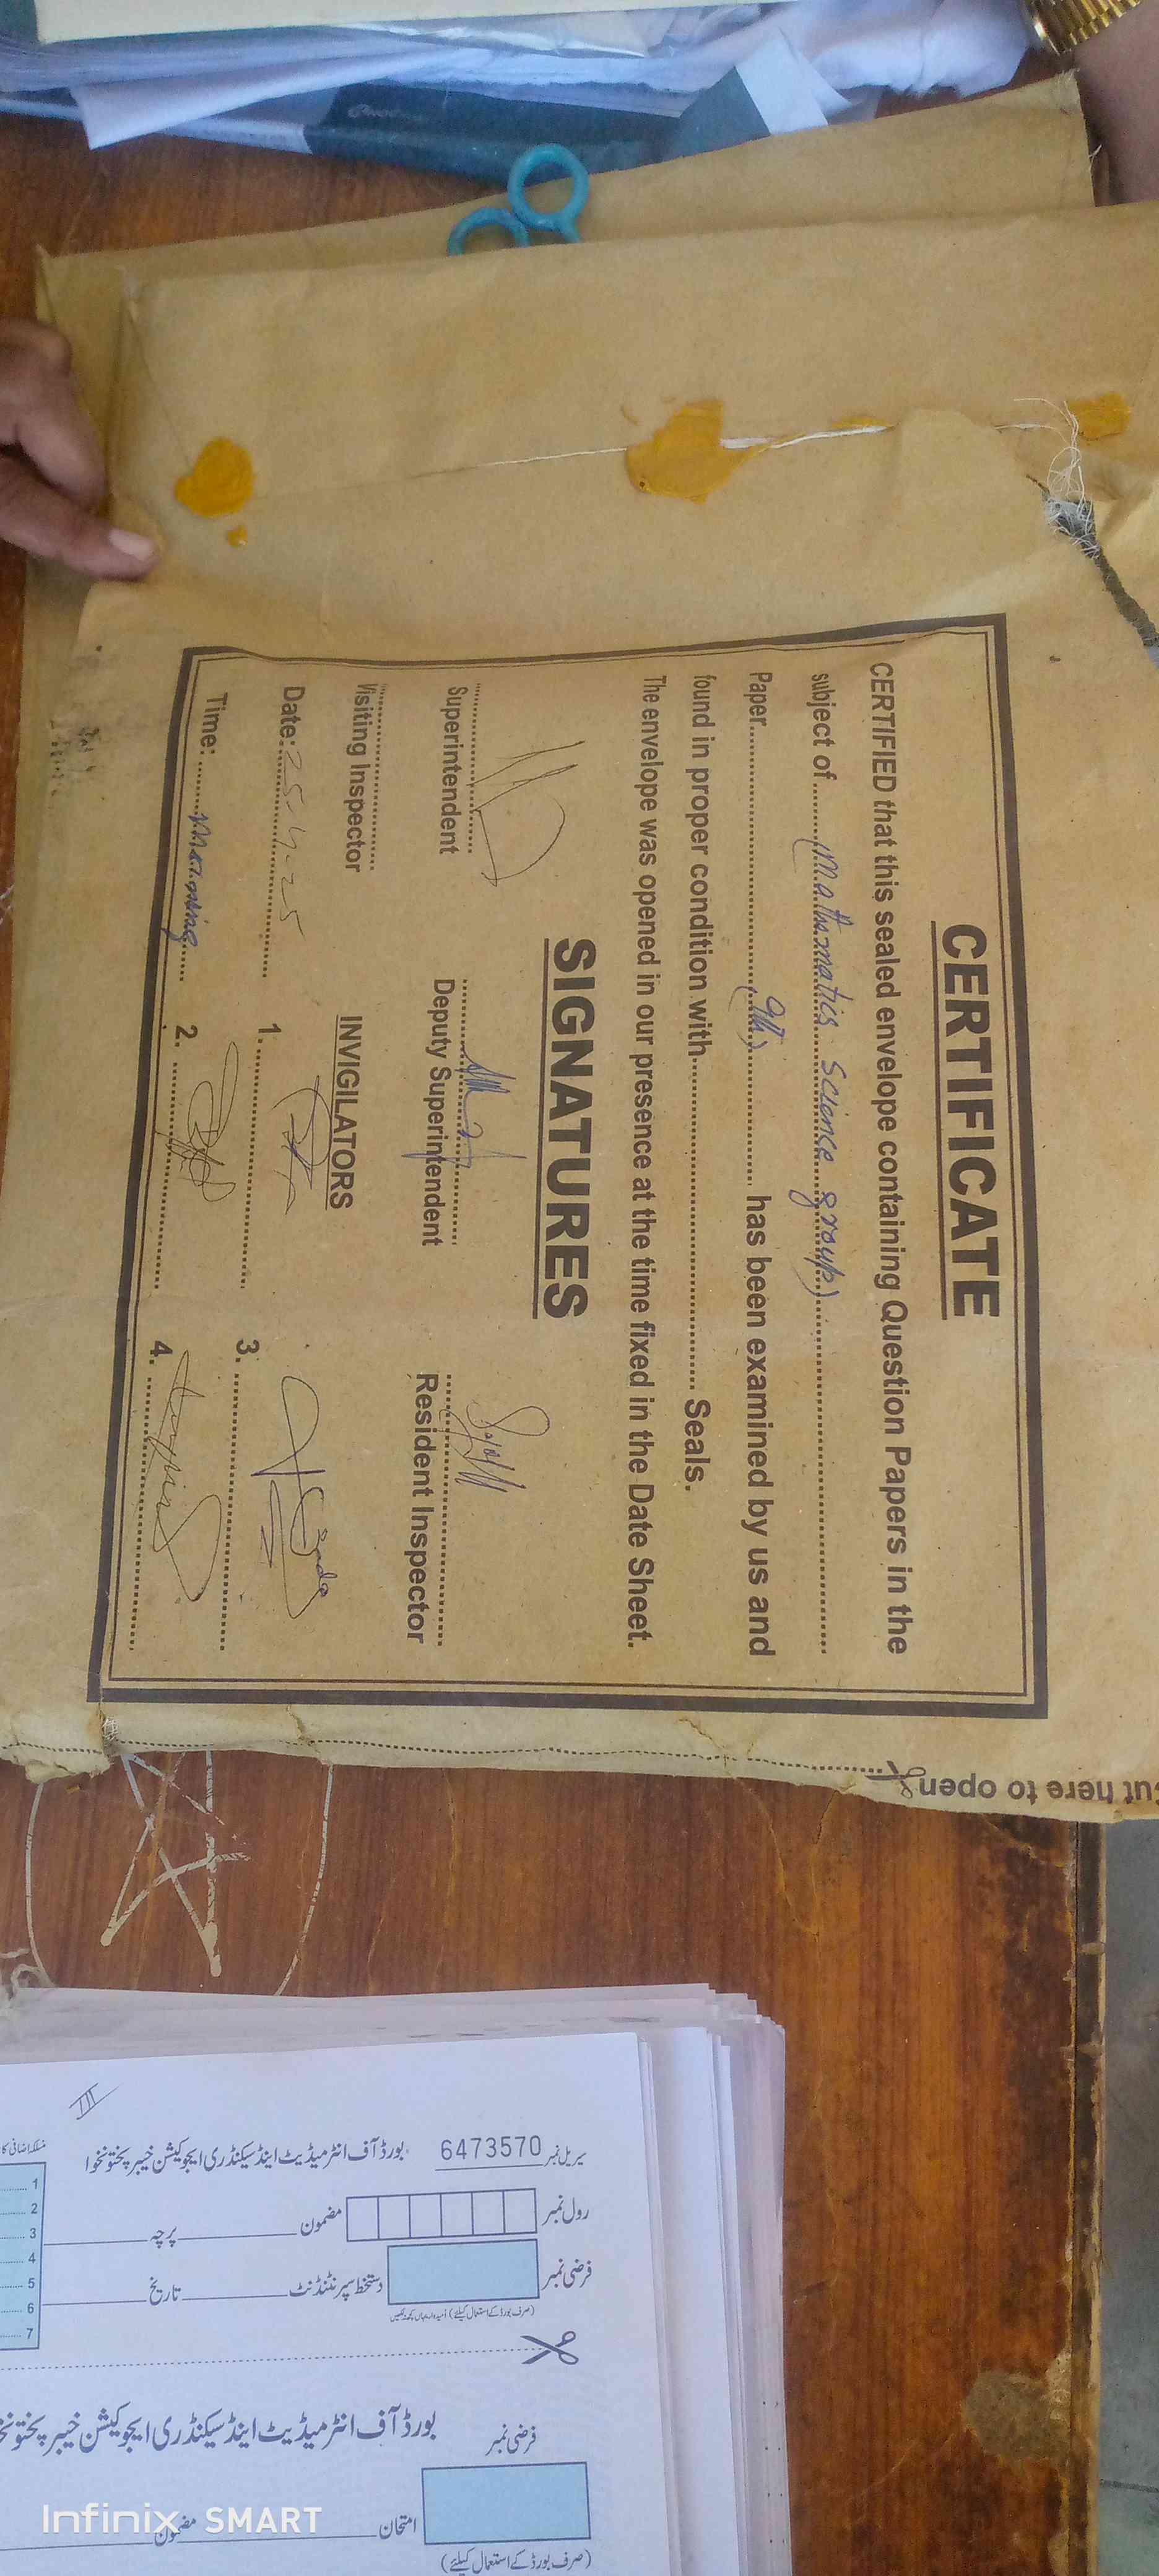 CERTIFICATE
CERTIFIED that this sealed envelope containing Question Papers in the
subject of (Mathematics science group)
Paper (9th) has been examined by us and
found in proper condition with Seals.
The envelope was opened in our presence at the time fixed in the Date Sheet.
SIGNATURES
Superintendent Deputy Superintendent Resident Inspector
Visiting Inspector INVIGILATORS
Date: 25-4-25 1. 3.
Time: Morning 2. 4.
Cut here to open
III
سیریل نمبر 6473570 بورڈ آف انٹرمیڈیٹ اینڈ سیکنڈری ایجوکیشن خیبر پختونخوا
رول نمبر مضمون پرچہ
فرضی نمبر دستخط سپرنٹنڈنٹ تاریخ
(صرف بورڈ کے استعمال کیلئے)
1
2
3
4
5
6
7
فرضی نمبر بورڈ آف انٹرمیڈیٹ اینڈ سیکنڈری ایجوکیشن خیبر
امتحان مضمون
(صرف بورڈ کے استعمال کیلئے)
Infinix SMART